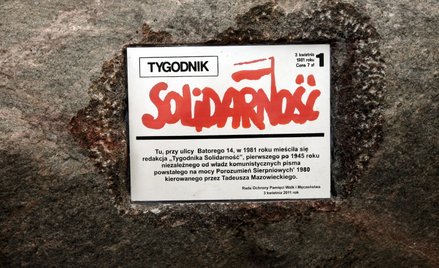 TYGODNIK
3 kwietnia
1981 roku
Cena 7 zł
1
SOLIDARNOŚĆ
Tu, przy ulicy Batorego 14, w 1981 roku mieściła się
redakcja „Tygodnika Solidarność", pierwszego po 1945 roku
niezależnego od władz komunistycznych pisma
powstałego na mocy Porozumień Sierpniowych' 1980
kierowanego przez Tadeusza Mazowieckiego.
Rada Ochrony Pamięci Walk i Męczeństwa
3 kwietnia 2011 rok